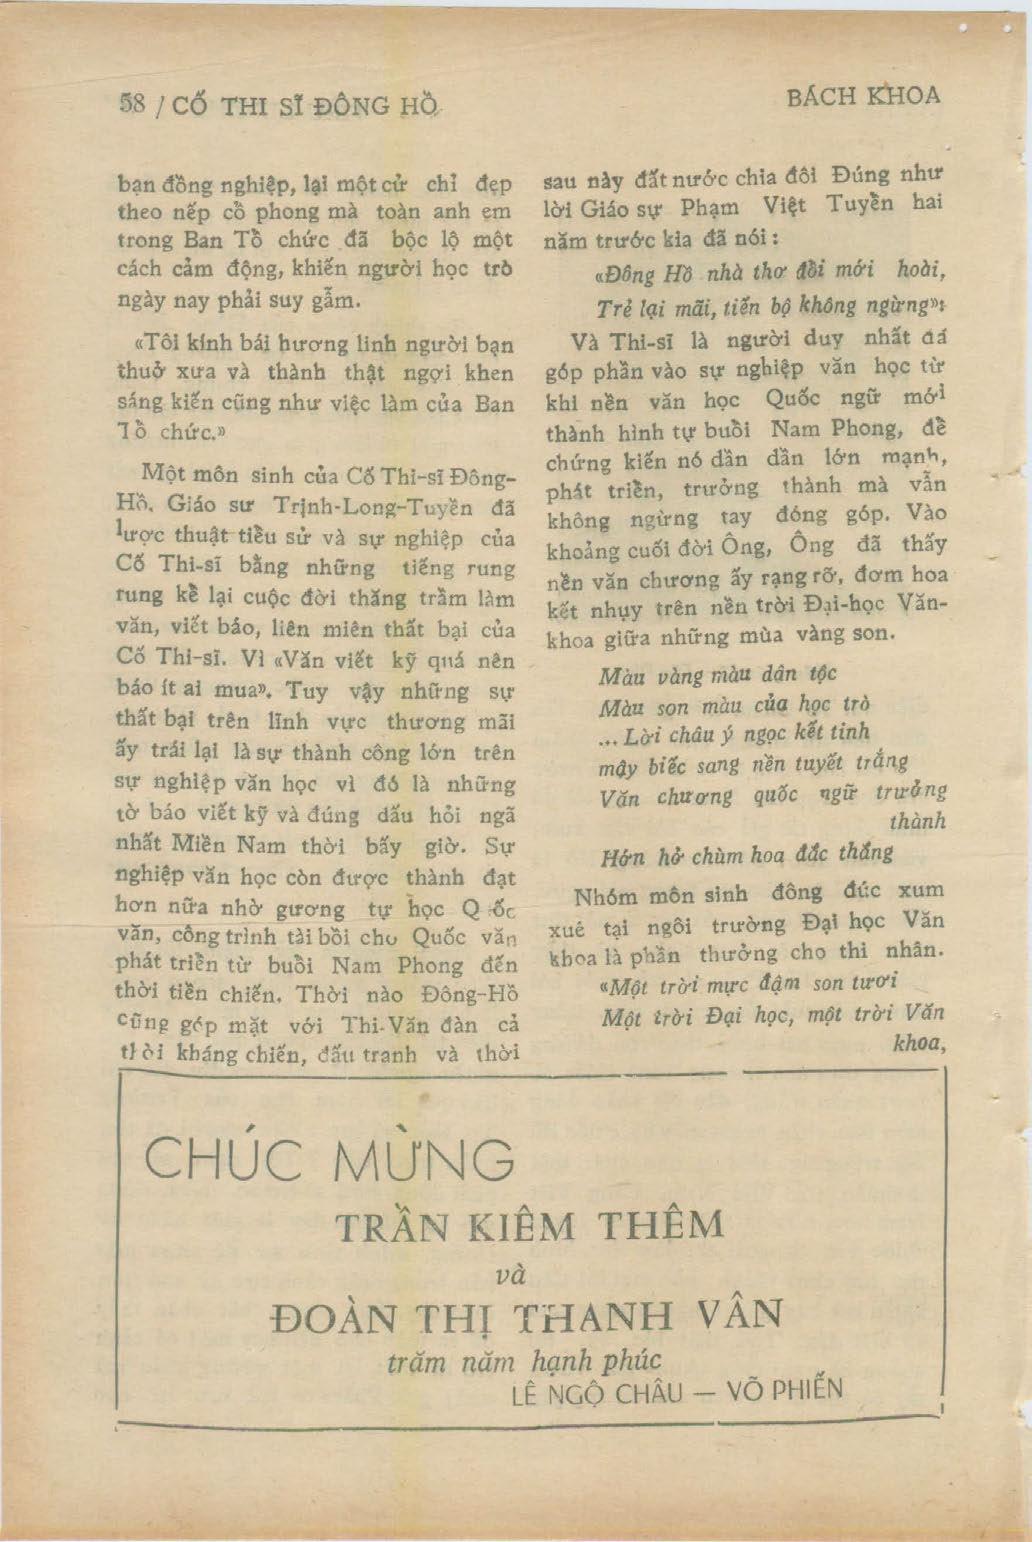 58 / CỐ THI SĨ ĐÔNG HỒ
BÁCH KHOA
bạn đồng nghiệp, lại một cử chỉ đẹp
theo nếp cổ phong mà toàn anh em
trong Ban Tổ chức đã bộc lộ một
cách cảm động, khiến người học trò
ngày nay phải suy gẫm.
«Tôi kính bái hương linh người bạn
thuở xưa và thành thật ngợi khen
sáng kiến cũng như việc làm của Ban
Tổ chức.»
Một môn sinh của Cố Thi-sĩ Đông-
Hồ, Giáo sư Trịnh-Long-Tuyền đã
lược thuật tiểu sử và sự nghiệp của
Cố Thi-sĩ bằng những tiếng rung
rung kể lại cuộc đời thăng trầm làm
văn, viết báo, liên miên thất bại của
Cố Thi-sĩ. Vì «Văn viết kỹ quá nên
báo ít ai mua». Tuy vậy những sự
thất bại trên lĩnh vực thương mãi
ấy trái lại là sự thành công lớn trên
sự nghiệp văn học vì đó là những
tờ báo viết kỹ và đúng dấu hỏi ngã
nhất Miền Nam thời bấy giờ. Sự
nghiệp văn học còn được thành đạt
hơn nữa nhờ gương tự học Quốc
văn, công trình tài bồi cho Quốc văn
phát triển từ buổi Nam Phong đến
thời tiền chiến. Thời nào Đông-Hồ
cũng góp mặt với Thi-Văn đàn cả
thời kháng chiến, đấu tranh và thời
sau này đất nước chia đôi Đúng như
lời Giáo sự Phạm Việt Tuyền hai
năm trước kia đã nói :
«Đông Hồ nhà thơ đổi mới hoài,
Trẻ lại mãi, tiến bộ không ngừng»:
Và Thi-sĩ là người duy nhất đá
góp phần vào sự nghiệp văn học từ
khi nền văn học Quốc ngữ mới
thành hình tự buổi Nam Phong, để
chứng kiến nó dần dần lớn mạnh,
phát triển, trưởng thành mà vẫn
không ngừng tay đóng góp. Vào
khoảng cuối đời Ông, Ông đã thấy
nền văn chương ấy rạng rỡ, đơm hoa
kết nhụy trên nền trời Đại-học Văn-
khoa giữa những mùa vàng son.
Màu vàng màu dân tộc
Màu son màu của học trò
... Lời châu ý ngọc kết tinh
mây biếc sang nền tuyết trắng
Văn chương quốc ngữ trưởng
thành
Hớn hở chùm hoa đắc thắng
Nhóm môn sinh đông đúc xum
xuê tại ngôi trường Đại học Văn
khoa là phần thưởng cho thi nhân.
«Một trời mực đậm son tươi
Một trời Đại học, một trời Văn
khoa,
CHÚC MỪNG
TRẦN KIÊM THÊM
và
ĐOÀN THỊ THANH VÂN
trăm năm hạnh phúc
LÊ NGỘ CHÂU — VÕ PHIẾN